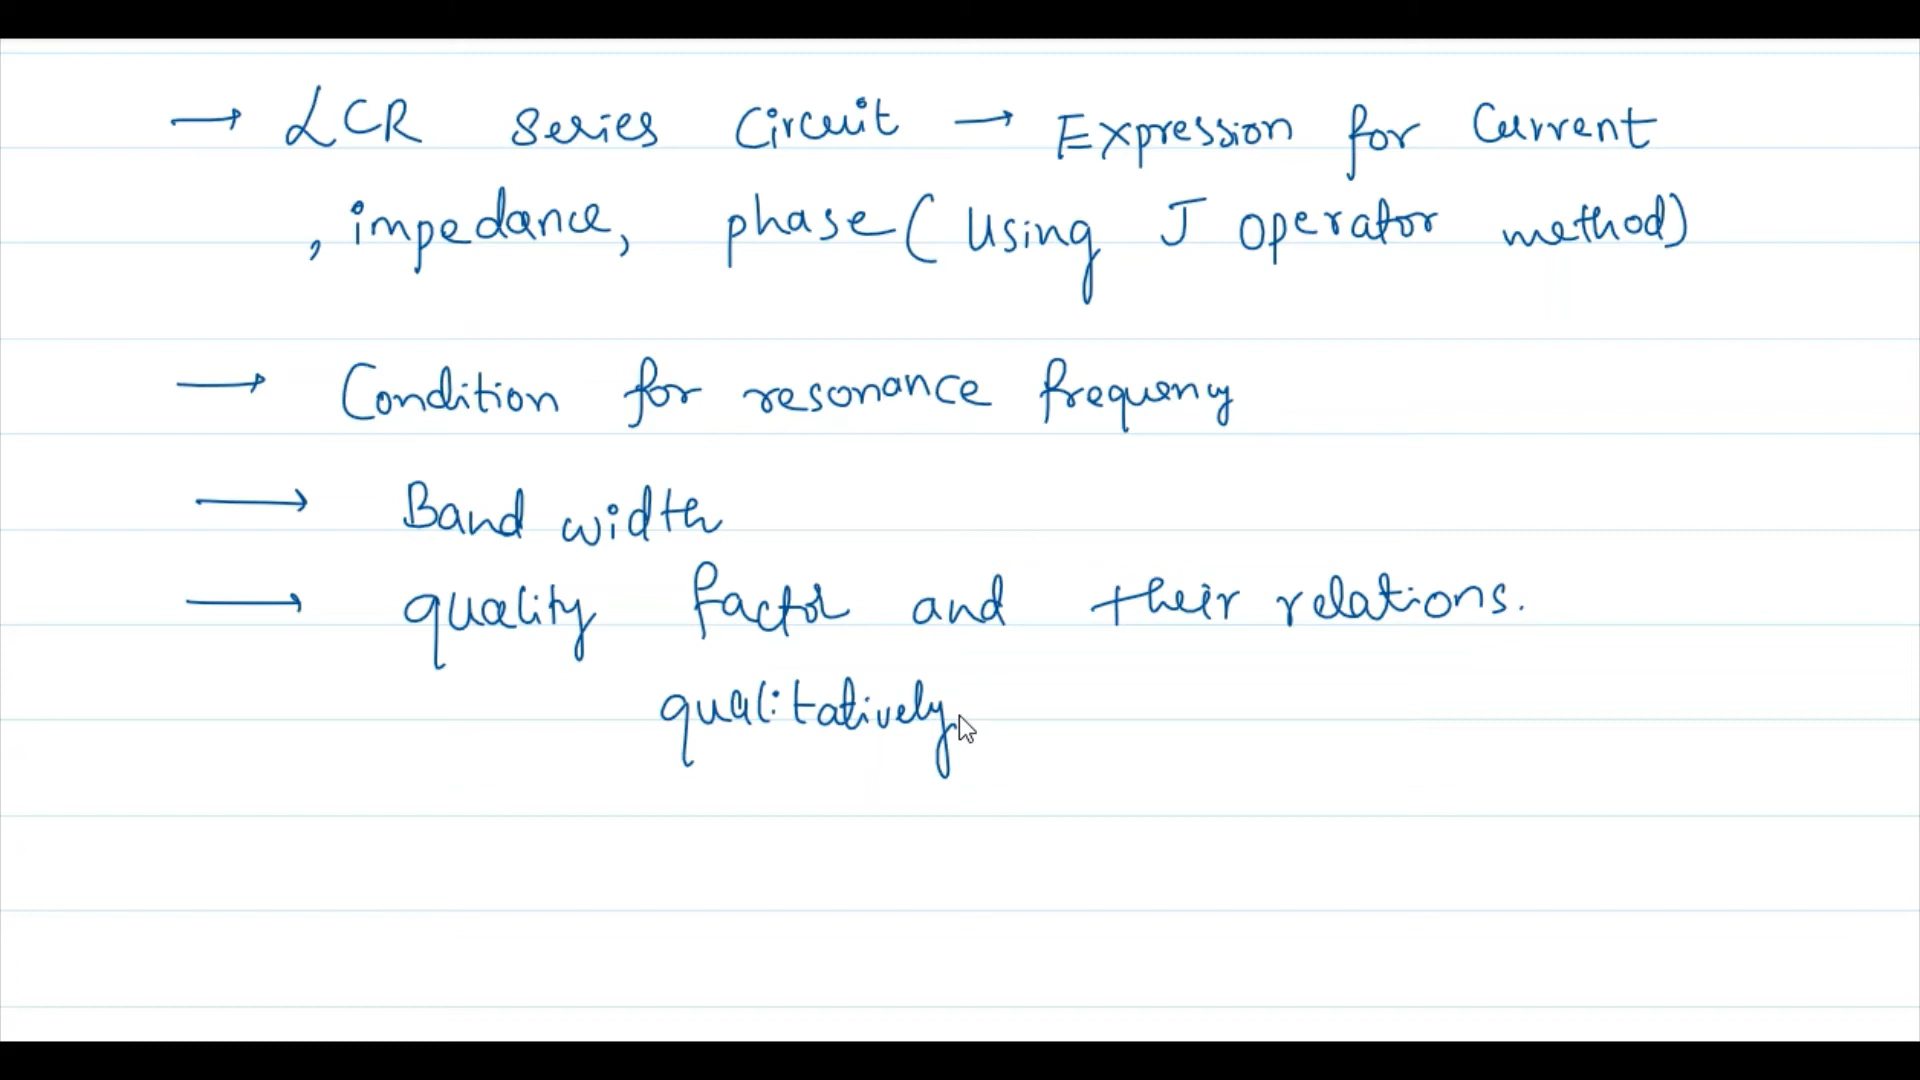 → LCR series Circuit → Expression for Current
, impedance, phase ( Using J operator method)
→ Condition for resonance frequency
→ Band width
→ quality factor and their relations.
qualitatively